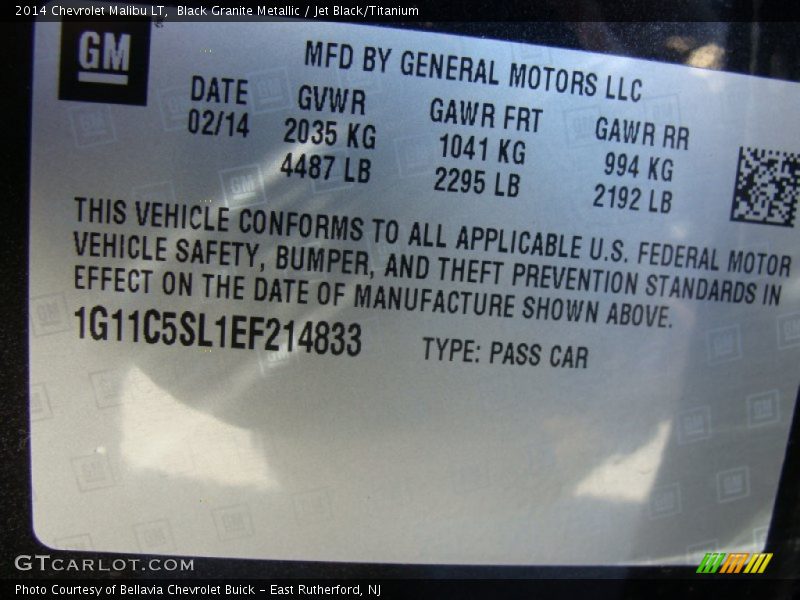 2014 Chevrolet Malibu LT,  Black Granite Metallic / Jet Black/Titanium
GM
MFD BY GENERAL MOTORS LLC
DATE GVWR GAWR FRT GAWR RR
02/14 2035 KG 1041 KG 994 KG
4487 LB 2295 LB 2192 LB
THIS VEHICLE CONFORMS TO ALL APPLICABLE U.S. FEDERAL MOTOR
VEHICLE SAFETY, BUMPER, AND THEFT PREVENTION STANDARDS IN
EFFECT ON THE DATE OF MANUFACTURE SHOWN ABOVE.
1G11C5SL1EF214833 TYPE: PASS CAR
GTCARLOT.COM
Photo Courtesy of Bellavia Chevrolet Buick – East Rutherford, NJ